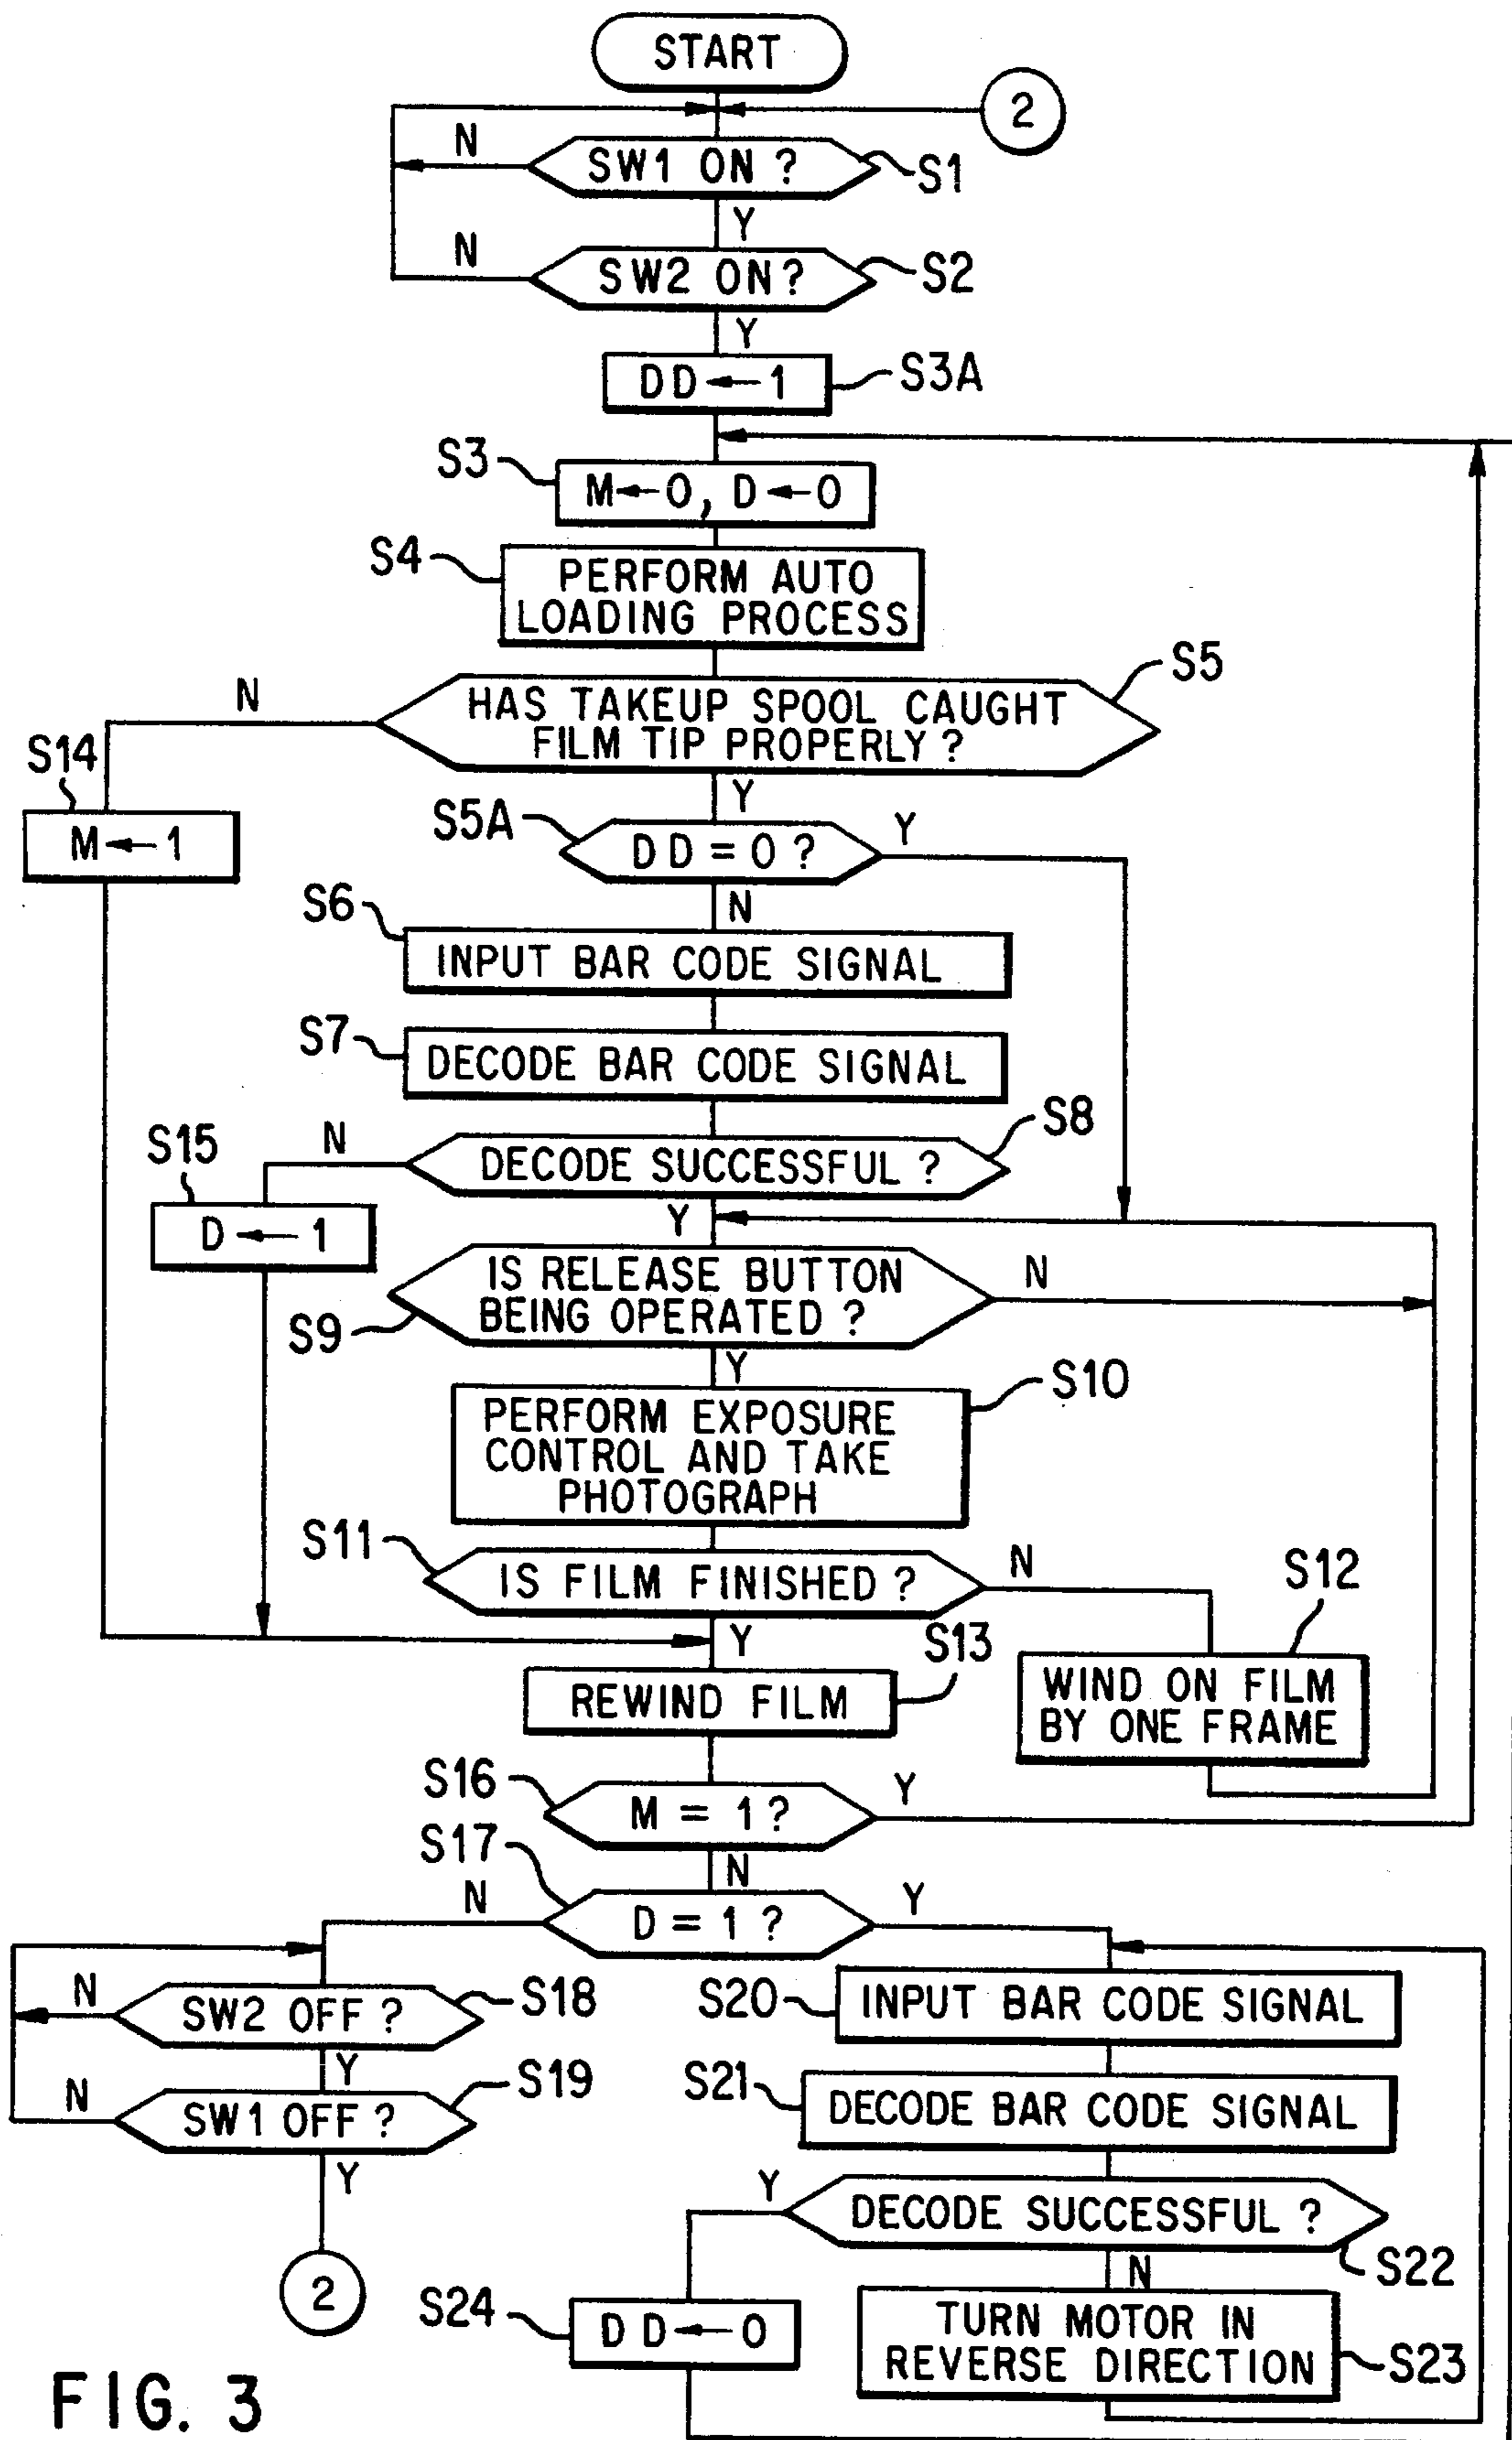 START
2
N
SW1 ON ?
S1
Y
N
SW2 ON?
S2
Y
DD←1
S3A
S3
M←0, D←0
S4
PERFORM AUTO
LOADING PROCESS
N
HAS TAKEUP SPOOL CAUGHT
FILM TIP PROPERLY ?
S5
S14
M←1
Y
S5A
DD=0 ?
Y
N
S6
INPUT BAR CODE SIGNAL
S7
DECODE BAR CODE SIGNAL
S8
N
DECODE SUCCESSFUL ?
S15
D←1
Y
IS RELEASE BUTTON
BEING OPERATED ?
N
S9
Y
S10
PERFORM EXPOSURE
CONTROL AND TAKE
PHOTOGRAPH
S11
IS FILM FINISHED ?
N
S12
Y
S13
REWIND FILM
WIND ON FILM
BY ONE FRAME
S16
M = 1 ?
Y
S17
N
N
D = 1 ?
Y
N
SW2 OFF ?
S18
S20
INPUT BAR CODE SIGNAL
Y
N
SW1 OFF ?
S19
S21
DECODE BAR CODE SIGNAL
Y
Y
DECODE SUCCESSFUL ?
S22
N
2
S24
DD←0
TURN MOTOR IN
REVERSE DIRECTION
S23
FIG. 3